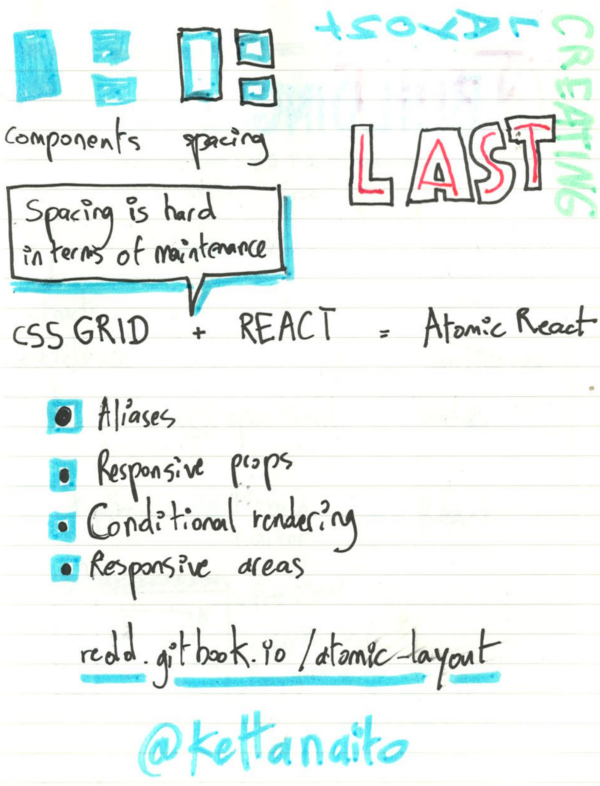 CREATING
LAYOUT
LAST
components spacing
Spacing is hard
in terms of maintenance
CSS GRID + REACT = Atomic React
Aliases
Responsive props
Conditional rendering
Responsive areas
redd.gitbook.io/atomic-layout
@kettanaito